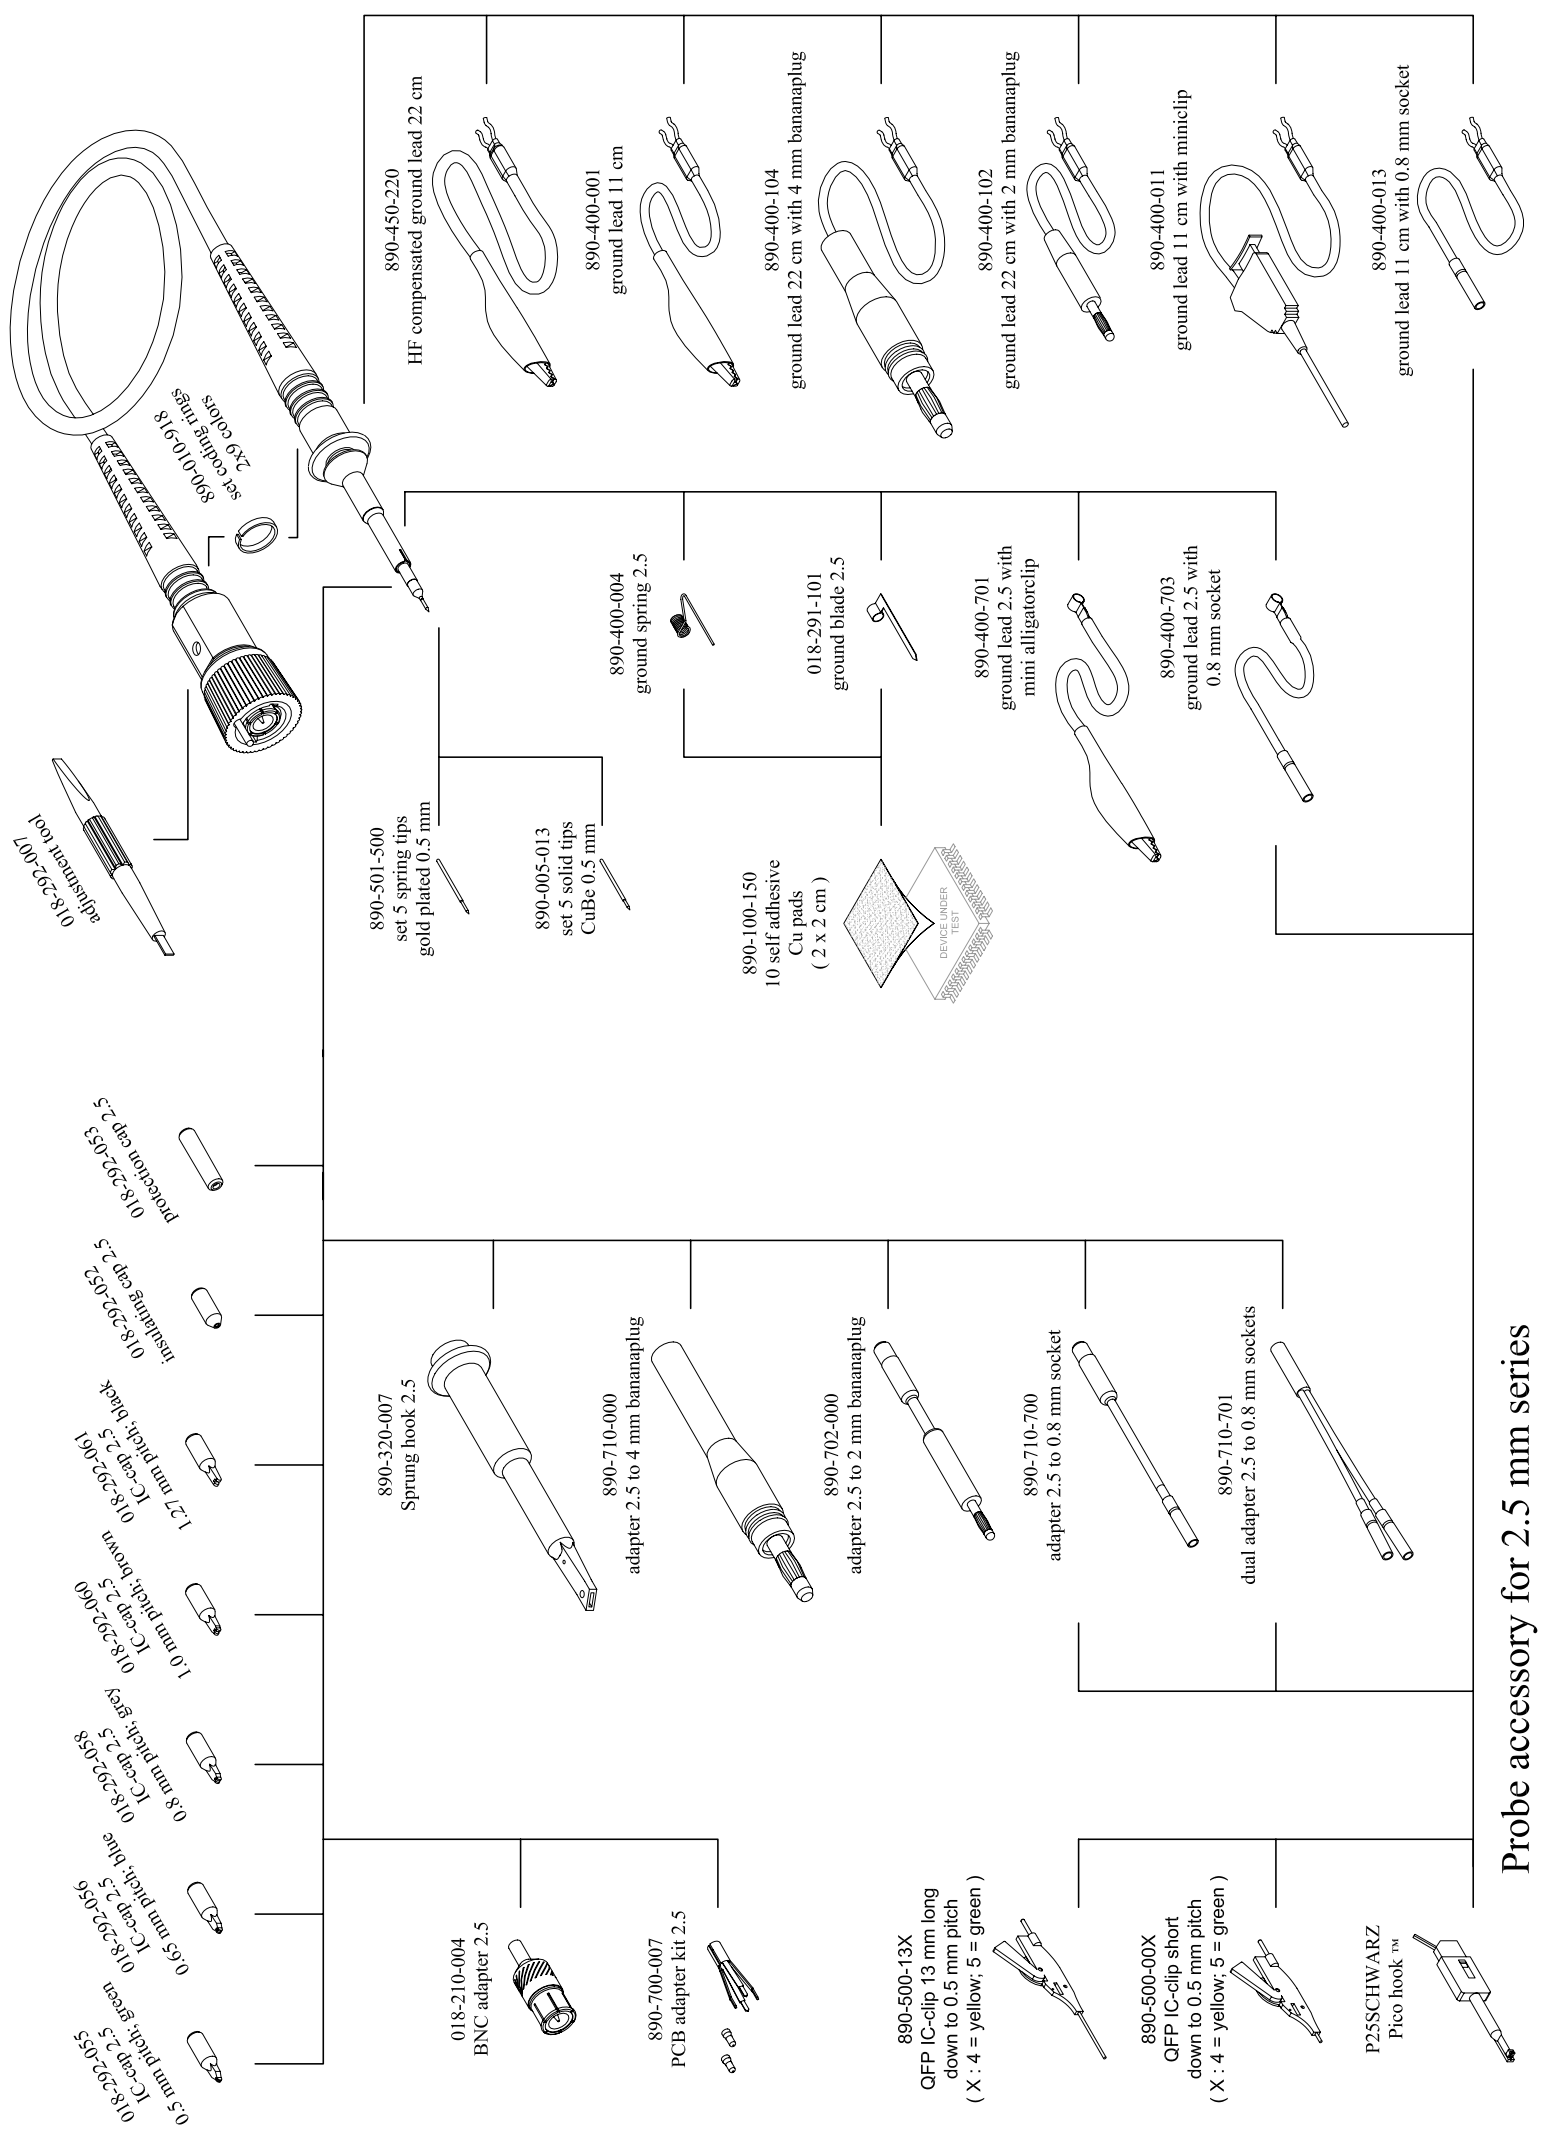 018-292-055
IC-cap 2.5
0.5 mm pitch, green
018-292-056
IC-cap 2.5
0.65 mm pitch; blue
018-292-058
IC-cap 2.5
0.8 mm pitch; grey
018-292-060
IC-cap 2.5
1.0 mm pitch; brown
018-292-061
IC-cap 2.5
1.27 mm pitch; black
018-292-052
insulating cap 2.5
018-292-053
protection cap 2.5
018-292-007
adjustment tool
890-010-918
set coding rings
2x9 colors
018-210-004
BNC adapter 2.5
890-700-007
PCB adapter kit 2.5
890-500-13X
QFP IC-clip 13 mm long
down to 0.5 mm pitch
( X : 4 = yellow; 5 = green )
890-500-00X
QFP IC-clip short
down to 0.5 mm pitch
( X : 4 = yellow; 5 = green )
P25SCHWARZ
Pico hook ™
890-320-007
Sprung hook 2.5
890-710-000
adapter 2.5 to 4 mm bananaplug
890-702-000
adapter 2.5 to 2 mm bananaplug
890-710-700
adapter 2.5 to 0.8 mm socket
890-710-701
dual adapter 2.5 to 0.8 mm sockets
890-501-500
set 5 spring tips
gold plated 0.5 mm
890-005-013
set 5 solid tips
CuBe 0.5 mm
890-100-150
10 self adhesive
Cu pads
( 2 x 2 cm )
DEVICE UNDER
TEST
890-400-004
ground spring 2.5
018-291-101
ground blade 2.5
890-400-701
ground lead 2.5 with
mini alligatorclip
890-400-703
ground lead 2.5 with
0.8 mm socket
890-450-220
HF compensated ground lead 22 cm
890-400-001
ground lead 11 cm
890-400-104
ground lead 22 cm with 4 mm bananaplug
890-400-102
ground lead 22 cm with 2 mm bananaplug
890-400-011
ground lead 11 cm with miniclip
890-400-013
ground lead 11 cm with 0.8 mm socket
Probe accessory for 2.5 mm series